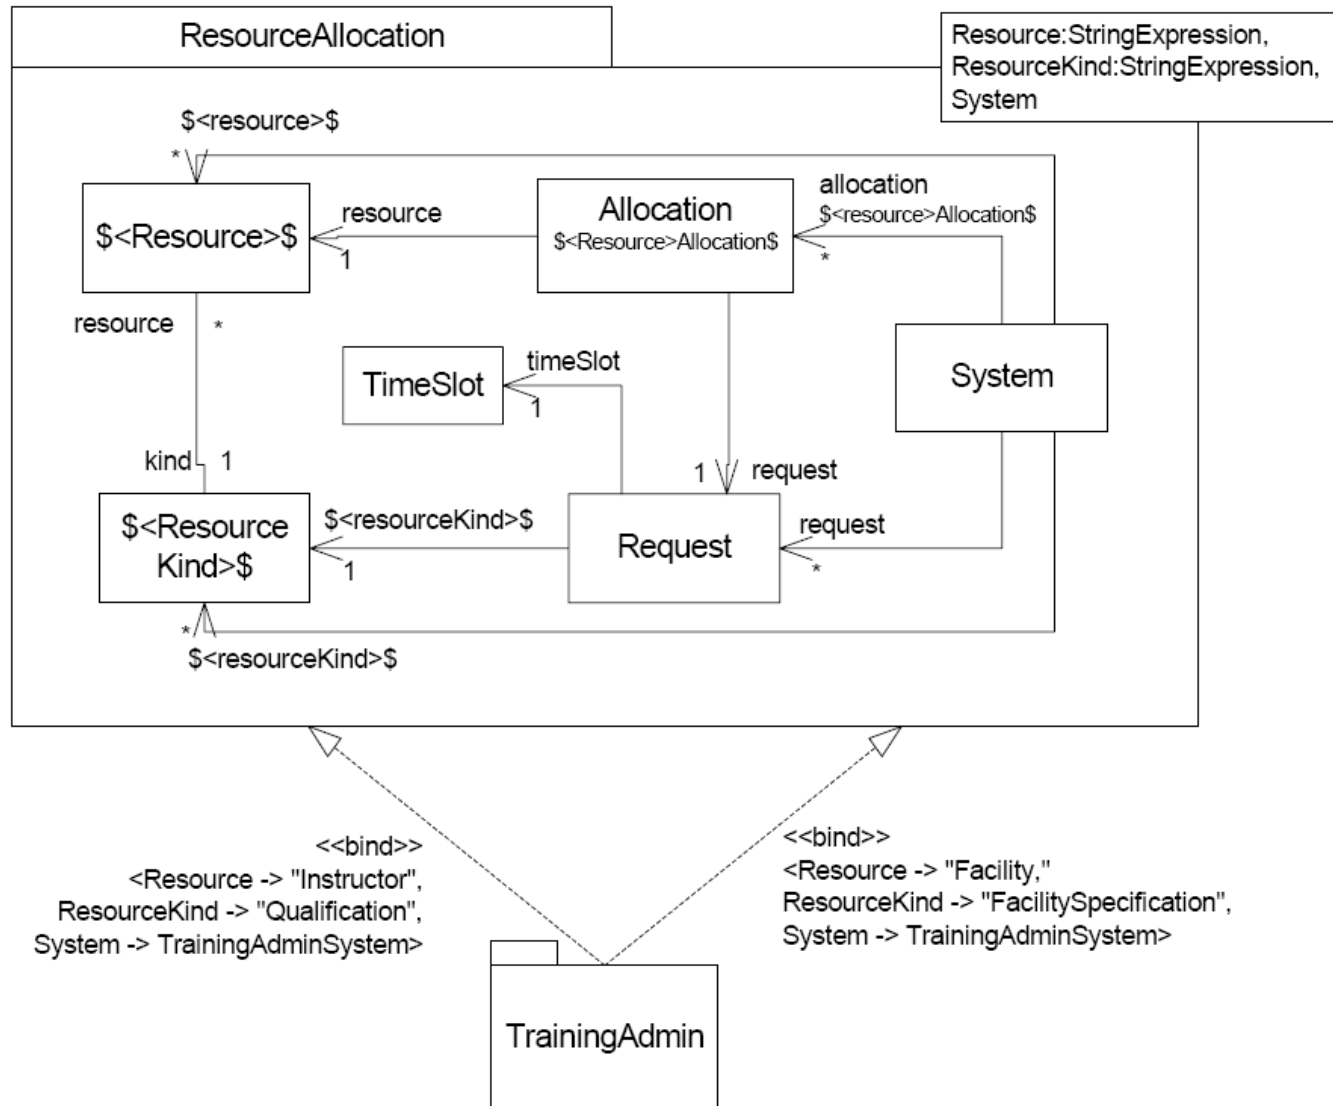 ResourceAllocation
Resource:StringExpression,
ResourceKind:StringExpression,
System
$<resource>$
*
$<Resource>$
resource
1
Allocation
$<Resource>Allocation$
allocation
$<resource>Allocation$
*
resource
*
TimeSlot
timeSlot
1
System
kind
1
1
request
$<Resource
Kind>$
$<resourceKind>$
1
Request
request
*
*
$<resourceKind>$
<<bind>>
<Resource -> "Instructor",
ResourceKind -> "Qualification",
System -> TrainingAdminSystem>
<<bind>>
<Resource -> "Facility,"
ResourceKind -> "FacilitySpecification",
System -> TrainingAdminSystem>
TrainingAdmin